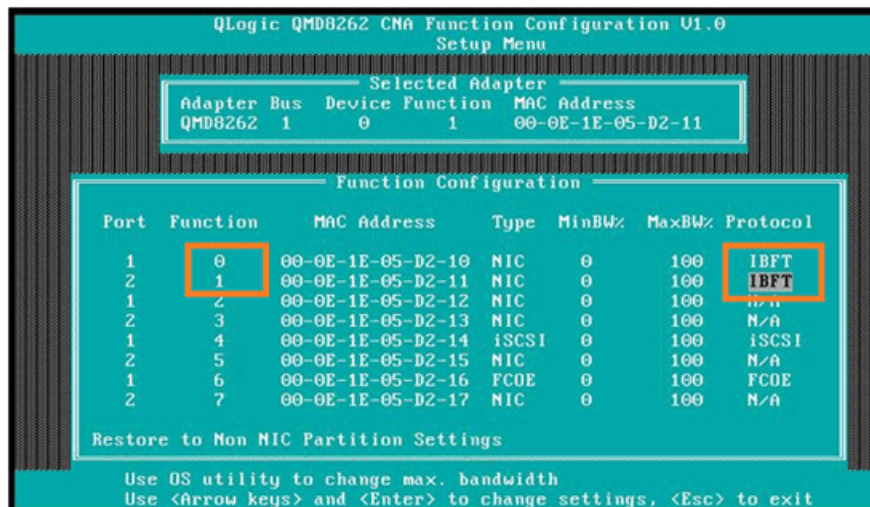 QLogic QMD8262 CNA Function Configuration V1.0
Setup Menu
Selected Adapter
Adapter Bus Device Function MAC Address
QMD8262 1 0 1 00-0E-1E-05-D2-11
Function Configuration
Port Function MAC Address Type MinBW% MaxBW% Protocol
1 0 00-0E-1E-05-D2-10 NIC 0 100 IBFT
2 1 00-0E-1E-05-D2-11 NIC 0 100 IBFT
1 2 00-0E-1E-05-D2-12 NIC 0 100 N/A
2 3 00-0E-1E-05-D2-13 NIC 0 100 N/A
1 4 00-0E-1E-05-D2-14 iSCSI 0 100 iSCSI
2 5 00-0E-1E-05-D2-15 NIC 0 100 N/A
1 6 00-0E-1E-05-D2-16 FCOE 0 100 FCOE
2 7 00-0E-1E-05-D2-17 NIC 0 100 N/A
Restore to Non NIC Partition Settings
Use OS utility to change max. bandwidth
Use <Arrow keys> and <Enter> to change settings, <Esc> to exit